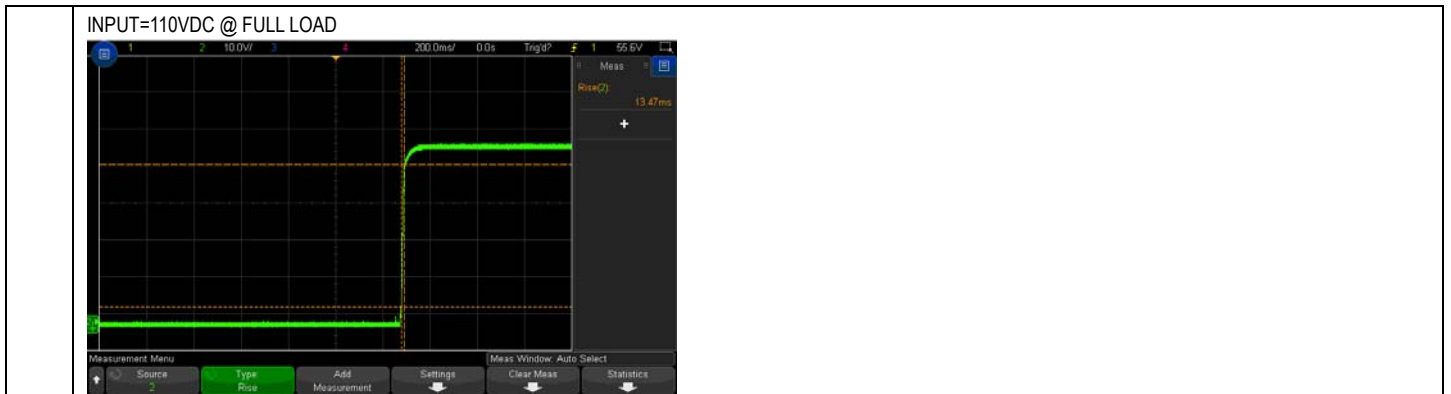 INPUT=110VDC @ FULL LOAD
1 2 10.0V/ 3 4 200.0ms/ 0.0s Trig'd? 1 55.6V
Meas
Rise(2):
13.47ms
+
Measurement Menu
Meas Window: Auto Select
Source
2
Type:
Rise
Add
Measurement
Settings
Clear Meas
Statistics